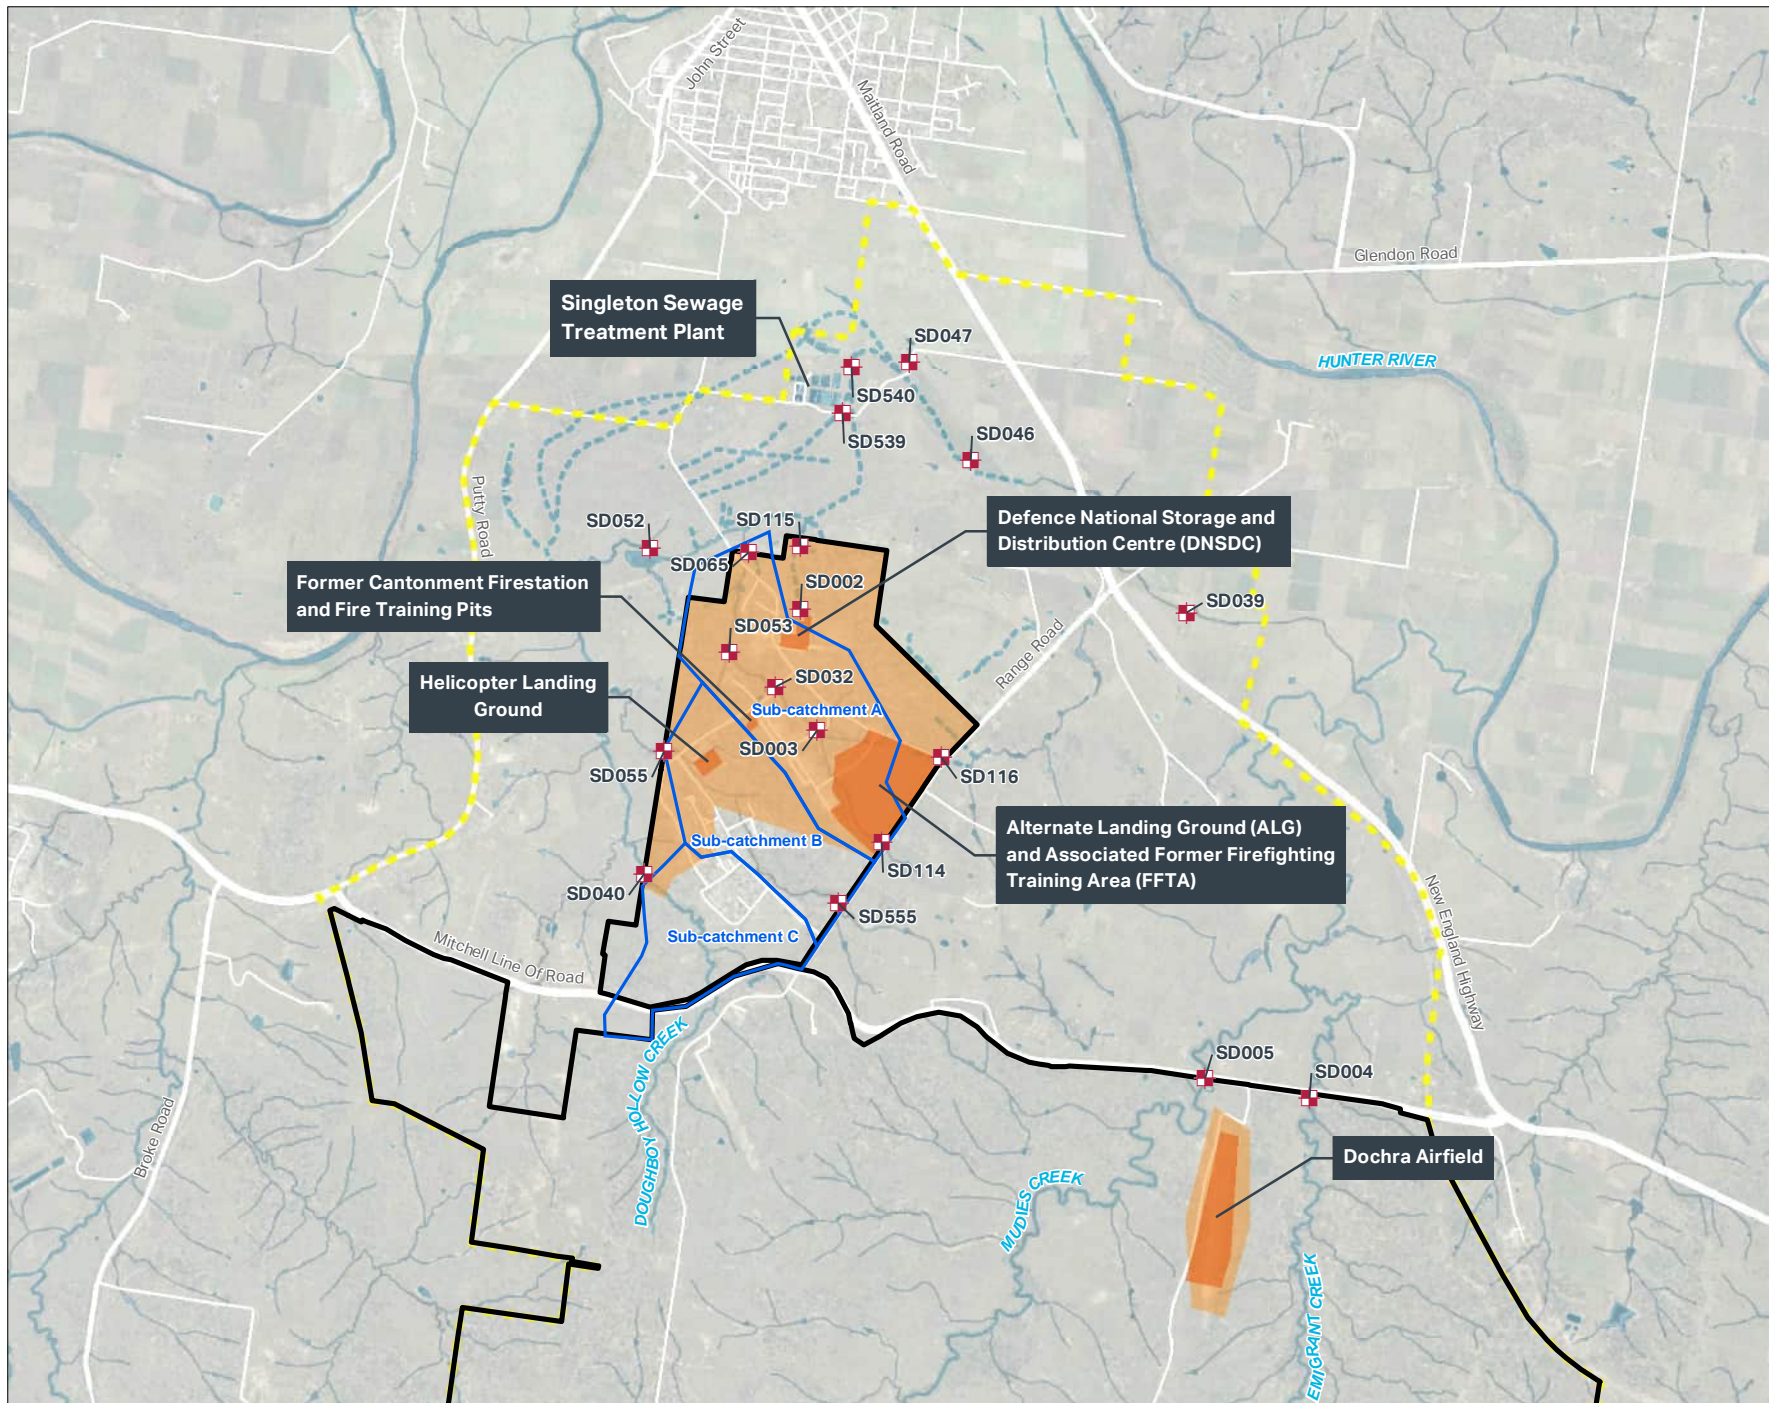 John Street
Maitland Road
Glendon Road
Singleton Sewage
Treatment Plant
SD047
HUNTER RIVER
SD540
SD539
SD046
Putty Road
SD052
SD115
Defence National Storage and
Distribution Centre (DNSDC)
SD065
Former Cantonment Firestation
and Fire Training Pits
SD002
SD039
SD053
Range Road
Helicopter Landing
Ground
SD032
Sub-catchment A
SD003
SD055
SD116
Alternate Landing Ground (ALG)
and Associated Former Firefighting
Training Area (FFTA)
Sub-catchment B
SD114
SD040
SD555
New England Highway
Sub-catchment C
Mitchell Line Of Road
DOUGHBOY HOLLOW CREEK
SD005
SD004
Broke Road
Dochra Airfield
MUDIES CREEK
EMIGRANT CREEK